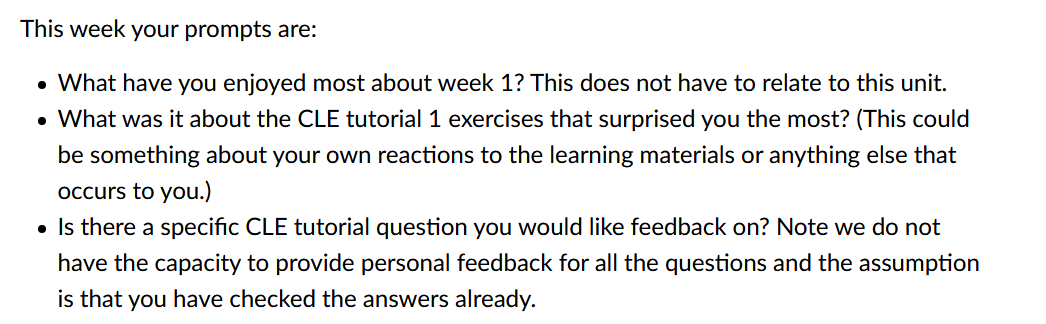 This week your prompts are:
• What have you enjoyed most about week 1? This does not have to relate to this unit.
• What was it about the CLE tutorial 1 exercises that surprised you the most? (This could
be something about your own reactions to the learning materials or anything else that
occurs to you.)
• Is there a specific CLE tutorial question you would like feedback on? Note we do not
have the capacity to provide personal feedback for all the questions and the assumption
is that you have checked the answers already.